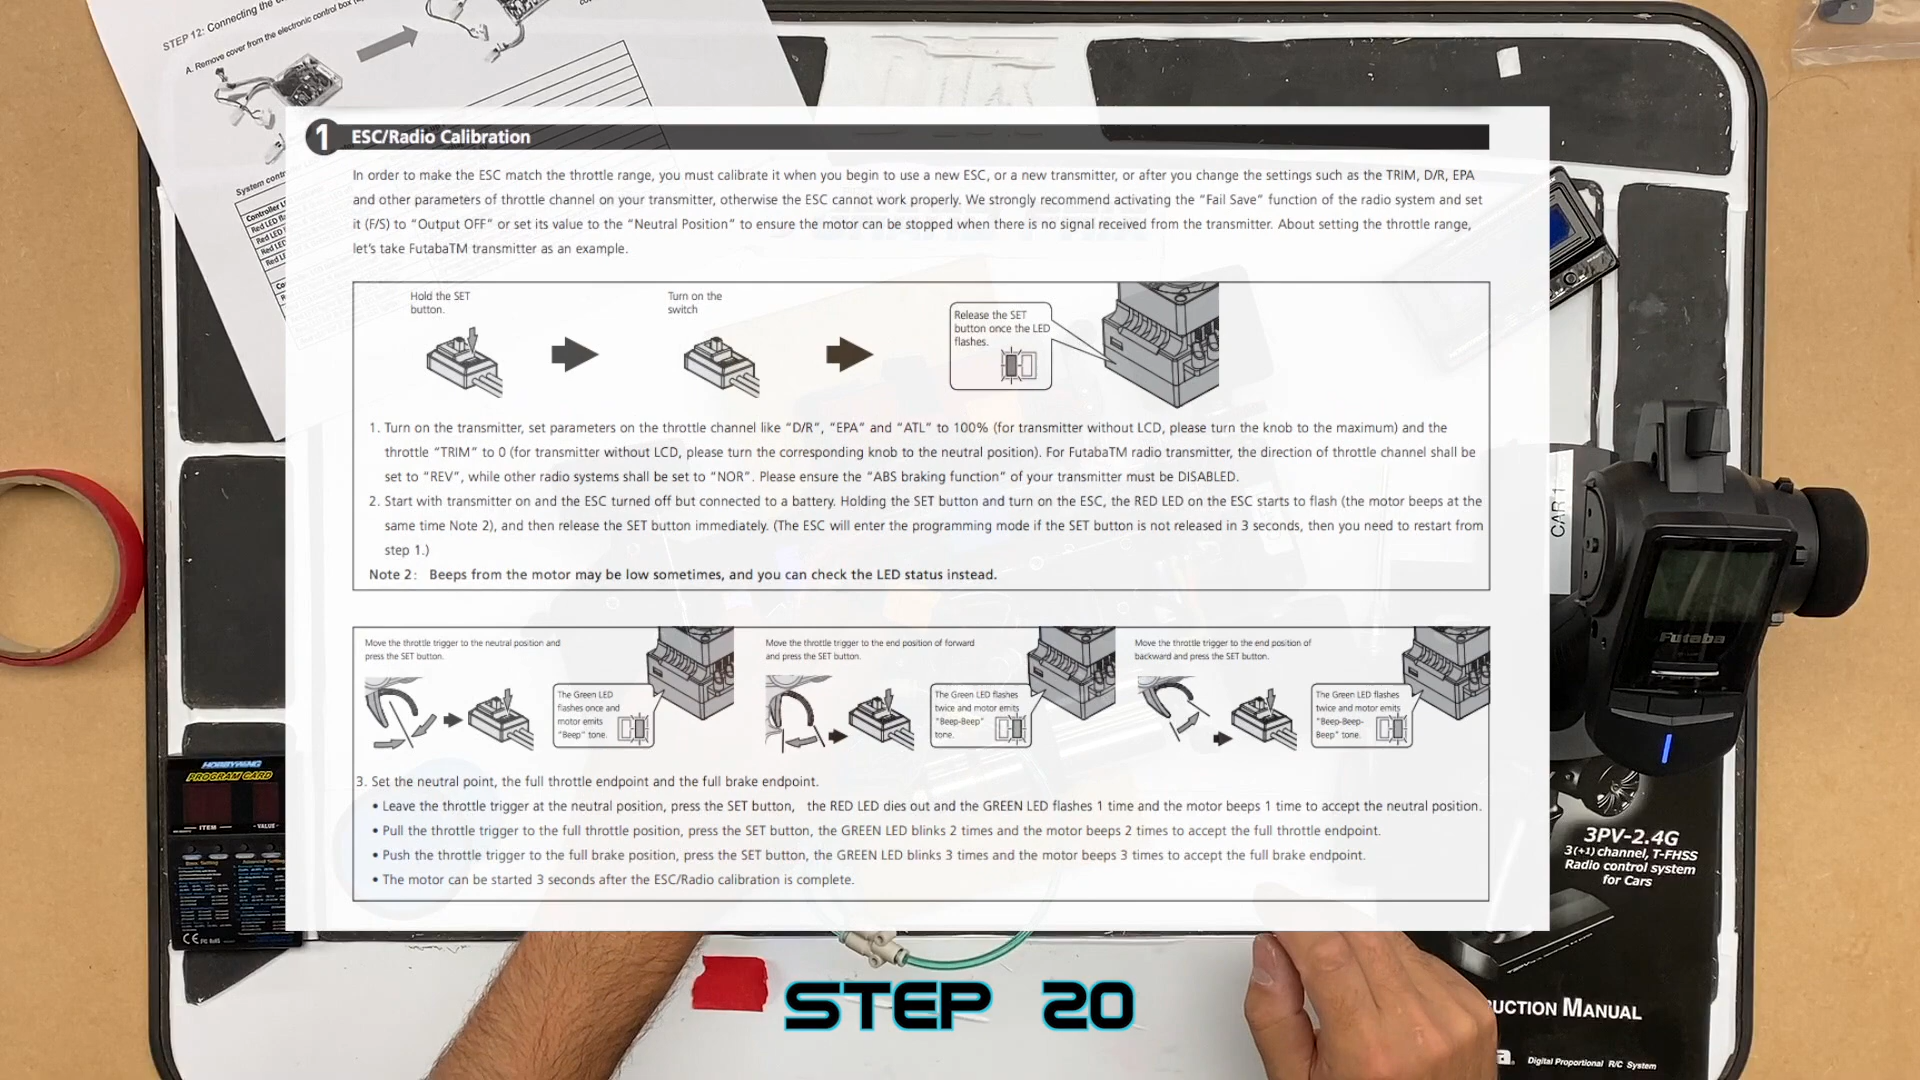 STEP 12: Connecting the
A. Remove cover from the electronic control box
System cont
Controller L
Red LED fl
Red LED
Red LED
Red LE
Red LE
Co
1 ESC/Radio Calibration
In order to make the ESC match the throttle range, you must calibrate it when you begin to use a new ESC, or a new transmitter, or after you change the settings such as the TRIM, D/R, EPA
and other parameters of throttle channel on your transmitter, otherwise the ESC cannot work properly. We strongly recommend activating the “Fail Save” function of the radio system and set
it (F/S) to “Output OFF” or set its value to the “Neutral Position” to ensure the motor can be stopped when there is no signal received from the transmitter. About setting the throttle range,
let’s take FutabaTM transmitter as an example.
Hold the SET
button.
Turn on the
switch
Release the SET
button once the LED
flashes.
1. Turn on the transmitter, set parameters on the throttle channel like “D/R”, “EPA” and “ATL” to 100% (for transmitter without LCD, please turn the knob to the maximum) and the
throttle “TRIM” to 0 (for transmitter without LCD, please turn the corresponding knob to the neutral position). For FutabaTM radio transmitter, the direction of throttle channel shall be
set to “REV”, while other radio systems shall be set to “NOR”. Please ensure the “ABS braking function” of your transmitter must be DISABLED.
2. Start with transmitter on and the ESC turned off but connected to a battery. Holding the SET button and turn on the ESC, the RED LED on the ESC starts to flash (the motor beeps at the
same time Note 2), and then release the SET button immediately. (The ESC will enter the programming mode if the SET button is not released in 3 seconds, then you need to restart from
step 1.)
Note 2: Beeps from the motor may be low sometimes, and you can check the LED status instead.
Move the throttle trigger to the neutral position and
press the SET button.
The Green LED
flashes once and
motor emits
“Beep” tone.
Move the throttle trigger to the end position of forward
and press the SET button.
The Green LED flashes
twice and motor emits
“Beep-Beep”
tone.
Move the throttle trigger to the end position of
backward and press the SET button.
The Green LED flashes
twice and motor emits
“Beep-Beep-
Beep” tone.
3. Set the neutral point, the full throttle endpoint and the full brake endpoint.
• Leave the throttle trigger at the neutral position, press the SET button, the RED LED dies out and the GREEN LED flashes 1 time and the motor beeps 1 time to accept the neutral position.
• Pull the throttle trigger to the full throttle position, press the SET button, the GREEN LED blinks 2 times and the motor beeps 2 times to accept the full throttle endpoint.
• Push the throttle trigger to the full brake position, press the SET button, the GREEN LED blinks 3 times and the motor beeps 3 times to accept the full brake endpoint.
• The motor can be started 3 seconds after the ESC/Radio calibration is complete.
CAR 1
Futaba
HOBBYWING
PROGRAM CARD
ITEM
VALUE
CE FC RoHS
3PV-2.4G
3(+1) channel, T-FHSS
Radio control system
for Cars
UCTION MANUAL
a.
Digital Proportional R/C System
STEP 20